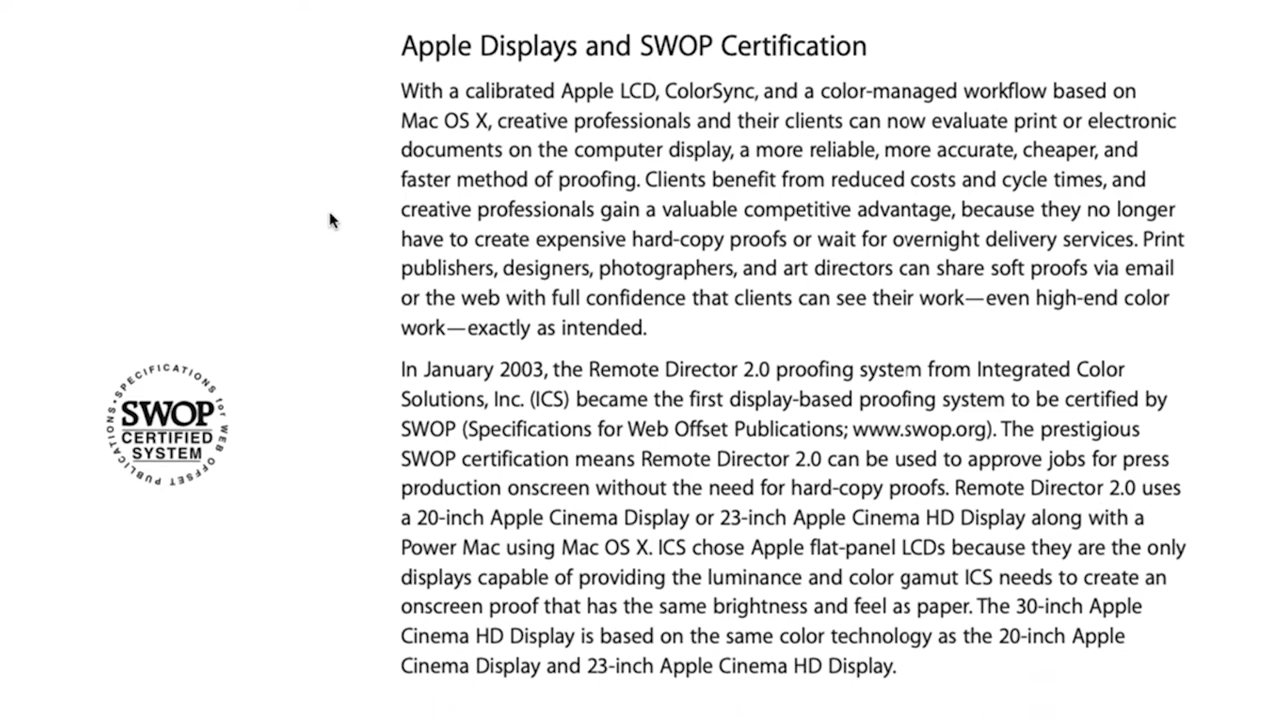 Apple Displays and SWOP Certification
With a calibrated Apple LCD, ColorSync, and a color-managed workflow based on
Mac OS X, creative professionals and their clients can now evaluate print or electronic
documents on the computer display, a more reliable, more accurate, cheaper, and
faster method of proofing. Clients benefit from reduced costs and cycle times, and
creative professionals gain a valuable competitive advantage, because they no longer
have to create expensive hard-copy proofs or wait for overnight delivery services. Print
publishers, designers, photographers, and art directors can share soft proofs via email
or the web with full confidence that clients can see their work—even high-end color
work—exactly as intended.
In January 2003, the Remote Director 2.0 proofing system from Integrated Color
Solutions, Inc. (ICS) became the first display-based proofing system to be certified by
SWOP (Specifications for Web Offset Publications; www.swop.org). The prestigious
SWOP certification means Remote Director 2.0 can be used to approve jobs for press
production onscreen without the need for hard-copy proofs. Remote Director 2.0 uses
a 20-inch Apple Cinema Display or 23-inch Apple Cinema HD Display along with a
Power Mac using Mac OS X. ICS chose Apple flat-panel LCDs because they are the only
displays capable of providing the luminance and color gamut ICS needs to create an
onscreen proof that has the same brightness and feel as paper. The 30-inch Apple
Cinema HD Display is based on the same color technology as the 20-inch Apple
Cinema Display and 23-inch Apple Cinema HD Display.
SPECIFICATIONS for WEB OFFSET PUBLICATIONS
SWOP
CERTIFIED
SYSTEM